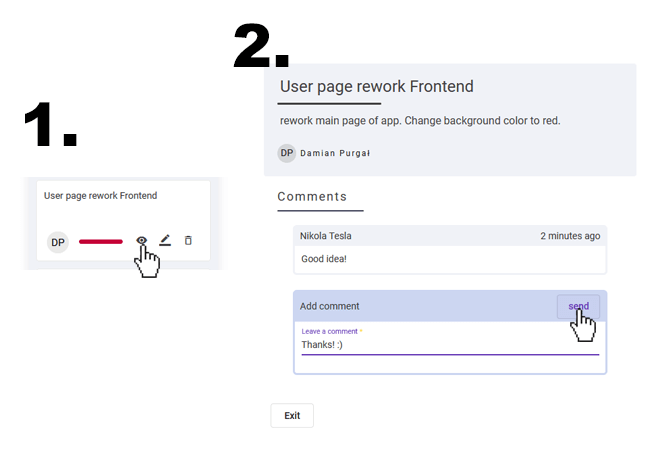 1.
User page rework Frontend
DP
2.
User page rework Frontend
rework main page of app. Change background color to red.
DP Damian Purgał
Comments
Nikola Tesla 2 minutes ago
Good idea!
Add comment send
Leave a comment *
Thanks! :)
Exit